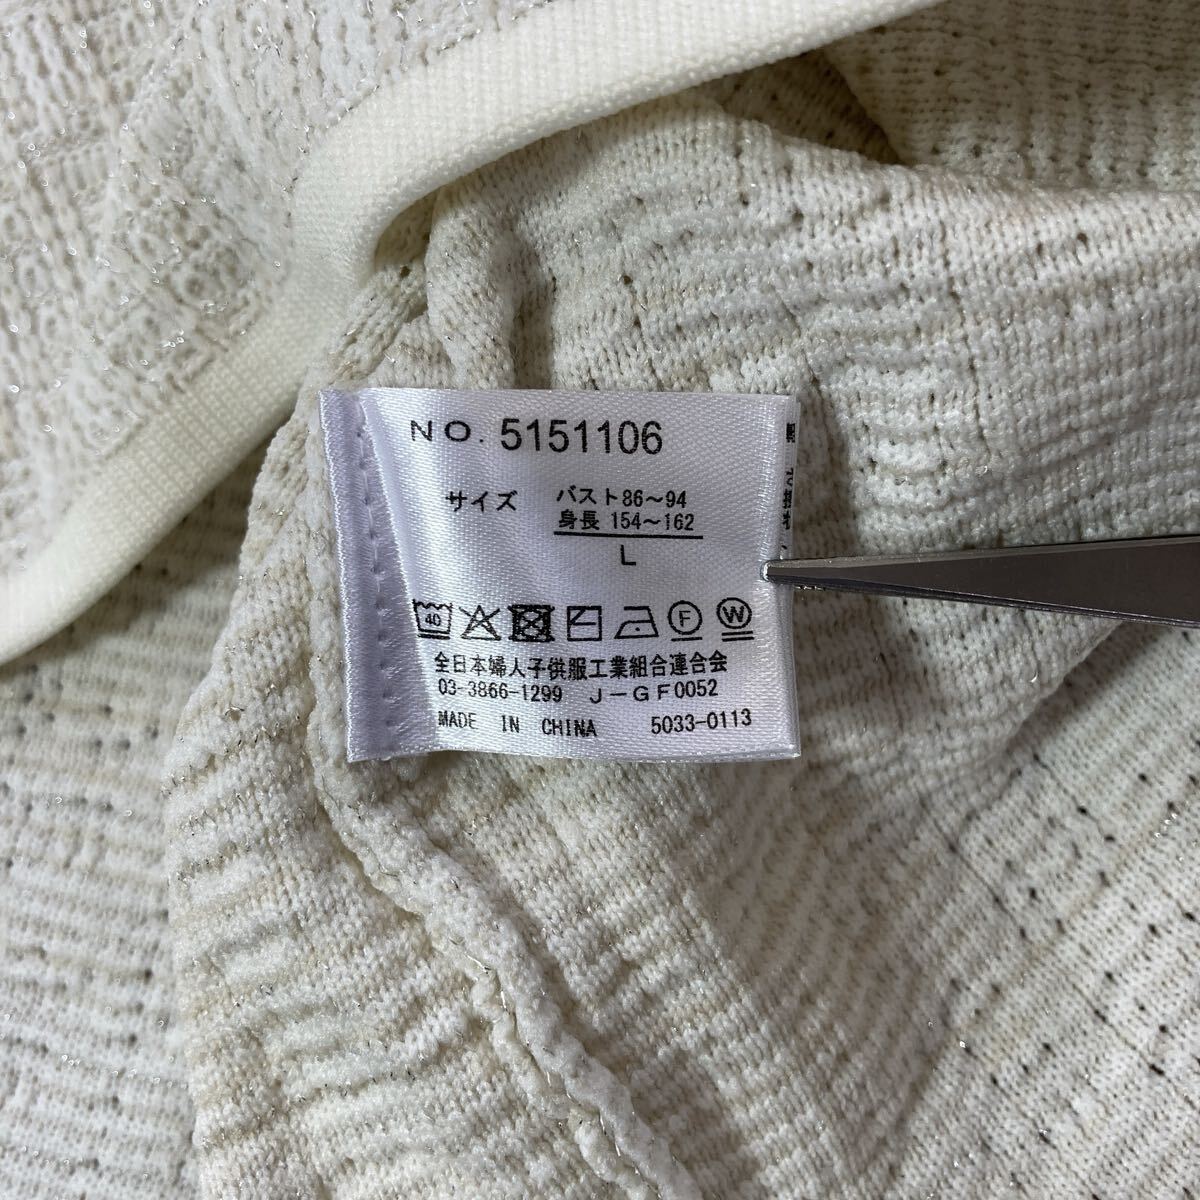 NO. 5151106
サイズ バスト86〜94
身長 154〜162
L
40 F W
全日本婦人子供服工業組合連合会
03-3866-1299 J-GF0052
MADE IN CHINA 5033-0113